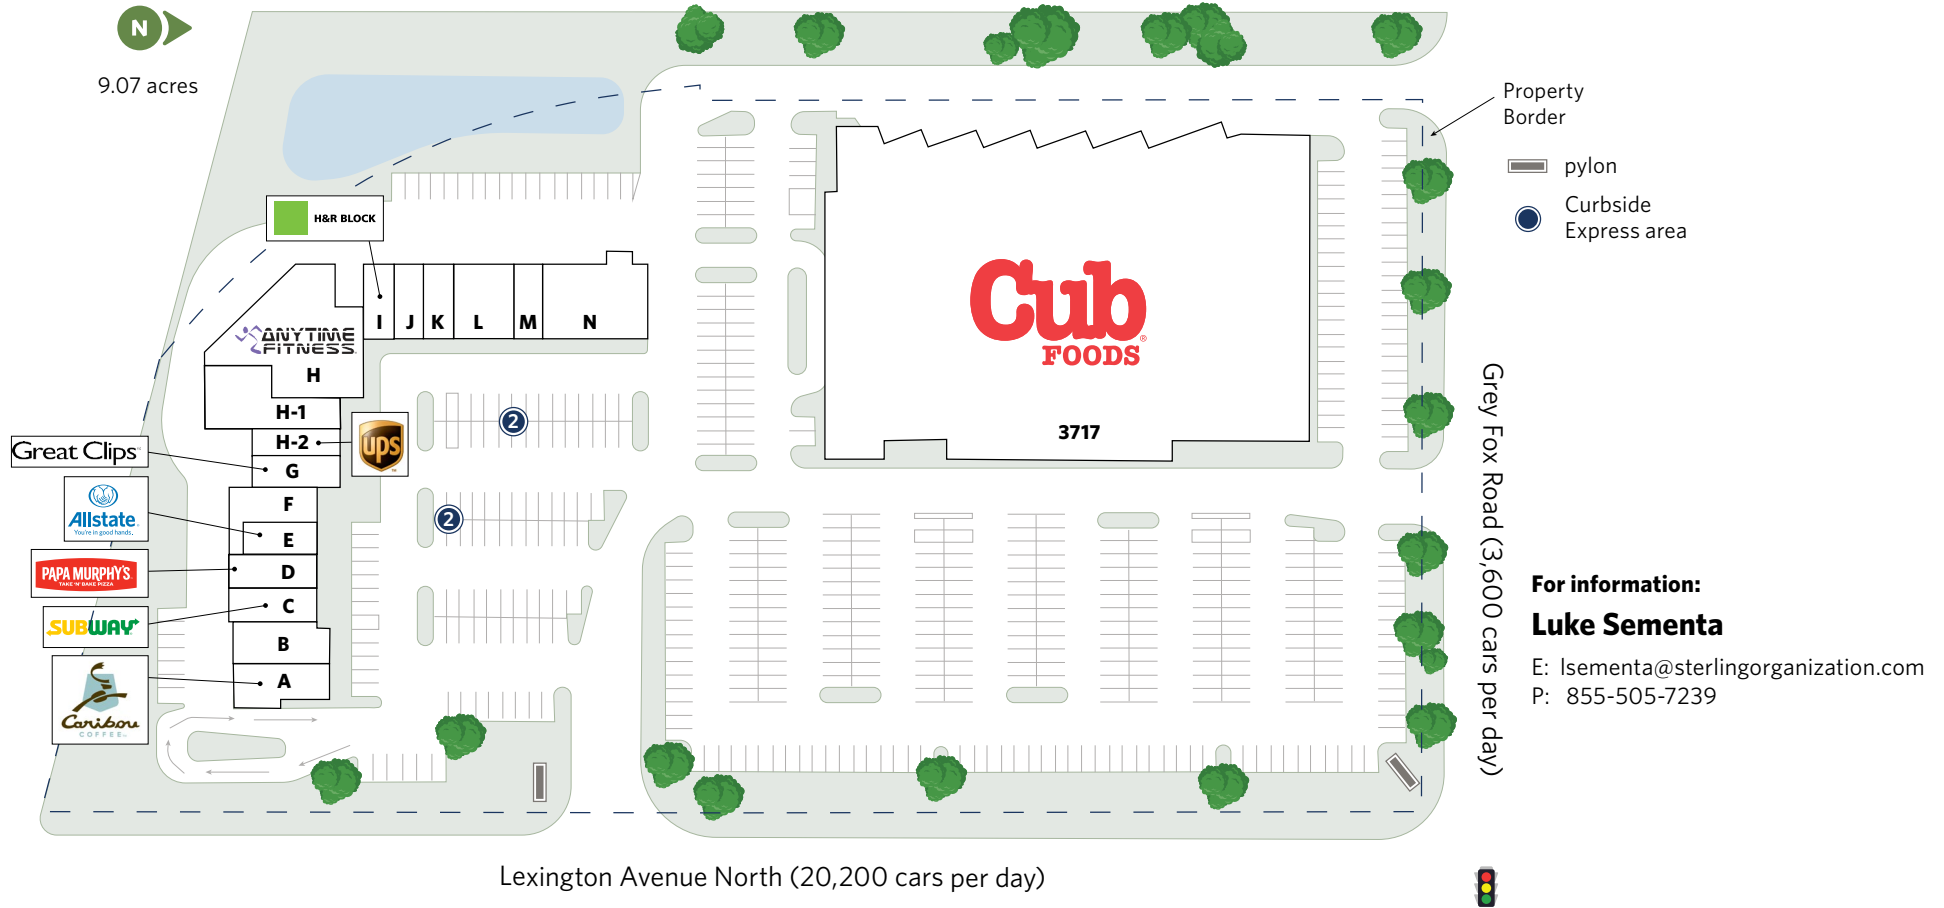 N
9.07 acres
Property
Border
pylon
Curbside
Express area
H&R BLOCK
I
J
K
L
M
N
ANYTIME
FITNESS
H
H-1
H-2
ups
Great Clips
G
F
Allstate
You're in good hands.
E
PAPA MURPHY'S
TAKE 'N' BAKE PIZZA
D
SUBWAY
C
B
A
Caribou
COFFEE
2
2
Cub
FOODS
3717
Grey Fox Road (3,600 cars per day)
For information:
Luke Sementa
E: lsementa@sterlingorganization.com
P: 855-505-7239
Lexington Avenue North (20,200 cars per day)